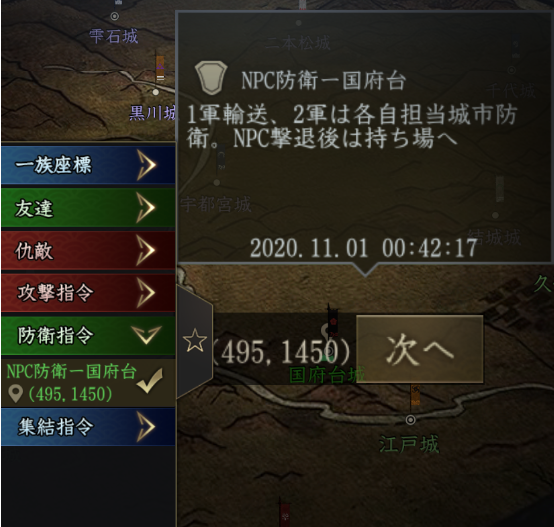 雫石城
二本松城
黒川城
NPC防衛ー国府台
1軍輸送、2軍は各自担当城市防
衛。NPC撃退後は持ち場へ
宇都宮城
結城城
2020.11.01 00:42:17
一族座標
友達
仇敵
攻撃指令
防衛指令
NPC防衛ー国府台
(495,1450)
集結指令
(495,1450)
次へ
久
国府台城
江戸城